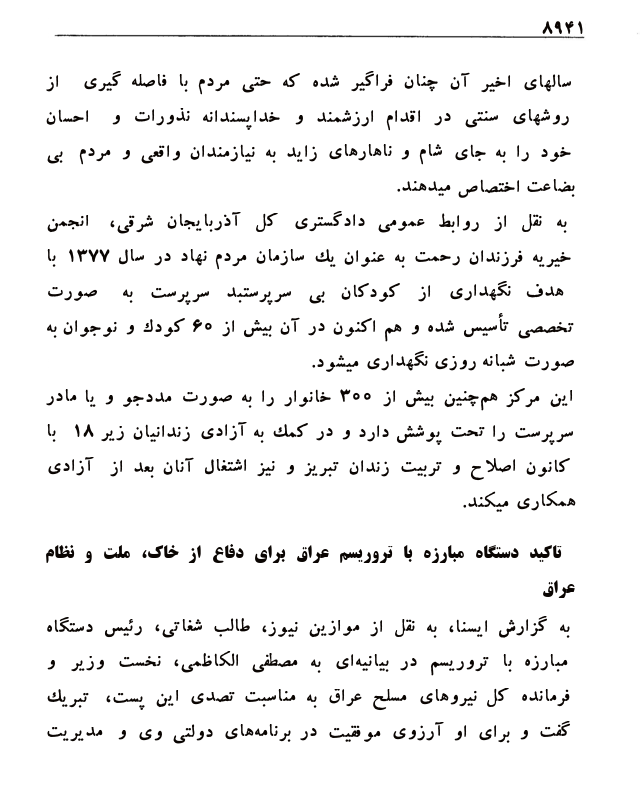 ۸۹۴۱
سالهای اخیر آن چنان فراگیر شده که حتی مردم با فاصله گیری از
روشهای سنتی در اقدام ارزشمند و خداپسندانه نذورات و احسان
خود را به جای شام و ناهارهای زاید به نیازمندان واقعی و مردم بی
بضاعت اختصاص میدهند.
به نقل از روابط عمومی دادگستری کل آذربایجان شرقی، انجمن
خیریه فرزندان رحمت به عنوان یك سازمان مردم نهاد در سال ۱۳۷۷ با
هدف نگهداری از کودکان بی سرپرستبد سرپرست به صورت
تخصصی تأسیس شده و هم اکنون در آن بیش از ۶۰ کودك و نوجوان به
صورت شبانه روزی نگهداری میشود.
این مرکز همچنین بیش از ۳۰۰ خانوار را به صورت مددجو و یا مادر
سرپرست را تحت پوشش دارد و در کمك به آزادی زندانیان زیر ۱۸ با
کانون اصلاح و تربیت زندان تبریز و نیز اشتغال آنان بعد از آزادی
همکاری میکند.
تاکید دستگاه مبارزه با تروریسم عراق برای دفاع از خاک، ملت و نظام
عراق
به گزارش ایسنا، به نقل از موازین نیوز، طالب شغاتی، رئیس دستگاه
مبارزه با تروریسم در بیانیه‌ای به مصطفی الکاظمی، نخست وزیر و
فرمانده کل نیروهای مسلح عراق به مناسبت تصدی این پست، تبریك
گفت و برای او آرزوی موفقیت در برنامه‌های دولتی وی و مدیریت